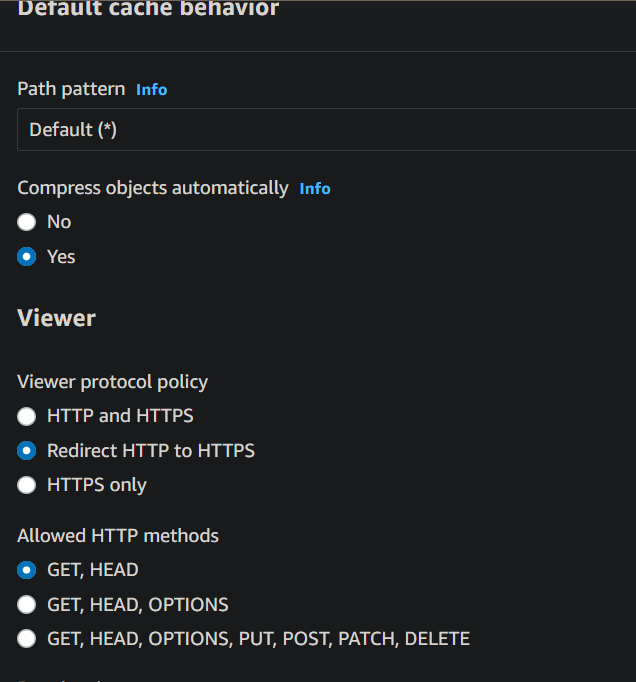 Default cache behavior
Path pattern Info
Default (*)
Compress objects automatically Info
No
Yes
Viewer
Viewer protocol policy
HTTP and HTTPS
Redirect HTTP to HTTPS
HTTPS only
Allowed HTTP methods
GET, HEAD
GET, HEAD, OPTIONS
GET, HEAD, OPTIONS, PUT, POST, PATCH, DELETE